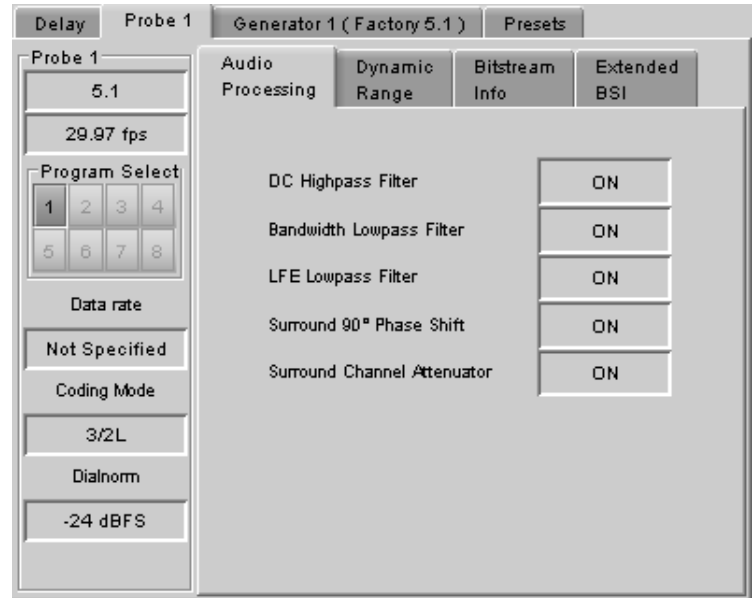 Delay Probe 1 Generator 1 ( Factory 5.1 ) Presets
Probe 1
5.1
29.97 fps
Program Select
1 2 3 4
5 6 7 8
Data rate
Not Specified
Coding Mode
3/2L
Dialnorm
-24 dBFS
Audio Processing
Dynamic Range
Bitstream Info
Extended BSI
DC Highpass Filter ON
Bandwidth Lowpass Filter ON
LFE Lowpass Filter ON
Surround 90° Phase Shift ON
Surround Channel Attenuator ON